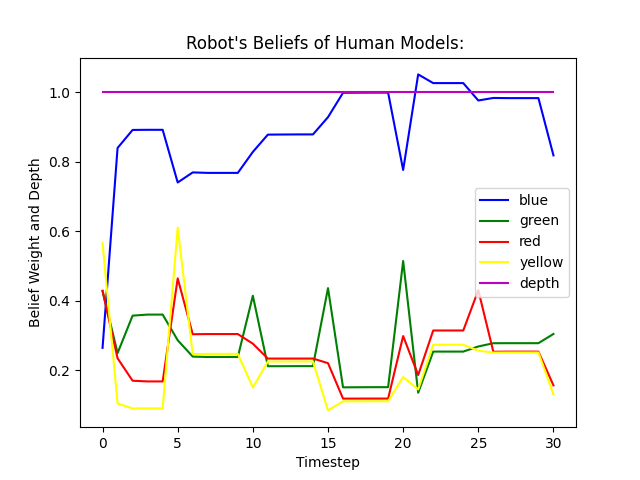 Robot's Beliefs of Human Models:
Belief Weight and Depth
1.0
0.8
0.6
0.4
0.2
blue
green
red
yellow
depth
0 5 10 15 20 25 30
Timestep